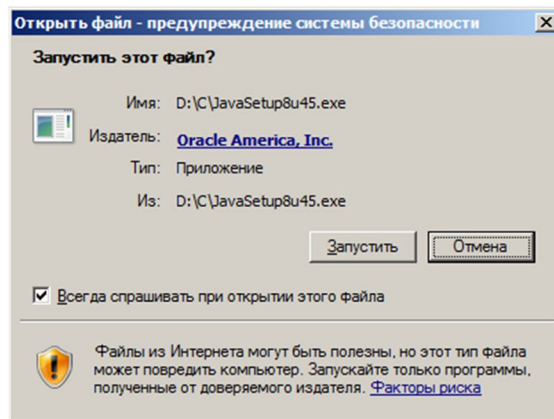 Открыть файл - предупреждение системы безопасности
Запустить этот файл?
Имя: D:\C\JavaSetup8u45.exe
Издатель: Oracle America, Inc.
Тип: Приложение
Из: D:\C\JavaSetup8u45.exe
Запустить Отмена
Всегда спрашивать при открытии этого файла
Файлы из Интернета могут быть полезны, но этот тип файла
может повредить компьютер. Запускайте только программы,
полученные от доверяемого издателя. Факторы риска